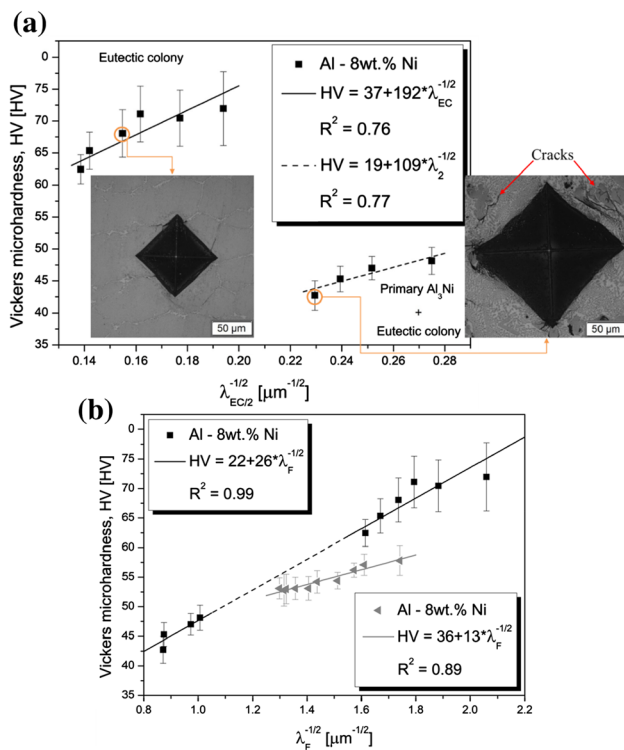 (a)
Eutectic colony
Al - 8wt.% Ni
HV = 37+192*λ_EC^-1/2
R² = 0.76
HV = 19+109*λ_2^-1/2
R² = 0.77
Cracks
50 µm
Primary Al₃Ni
+
Eutectic colony
50 µm
Vickers microhardness, HV [HV]
0
75
70
65
60
55
50
45
40
35
0.14 0.16 0.18 0.20 0.22 0.24 0.26 0.28
λ_EC/2^-1/2 [µm^-1/2]
(b)
Al - 8wt.% Ni
HV = 22+26*λ_F^-1/2
R² = 0.99
Al - 8wt.% Ni
HV = 36+13*λ_F^-1/2
R² = 0.89
Vickers microhardness, HV [HV]
0
75
70
65
60
55
50
45
40
35
0.8 1.0 1.2 1.4 1.6 1.8 2.0 2.2
λ_F^-1/2 [µm^-1/2]